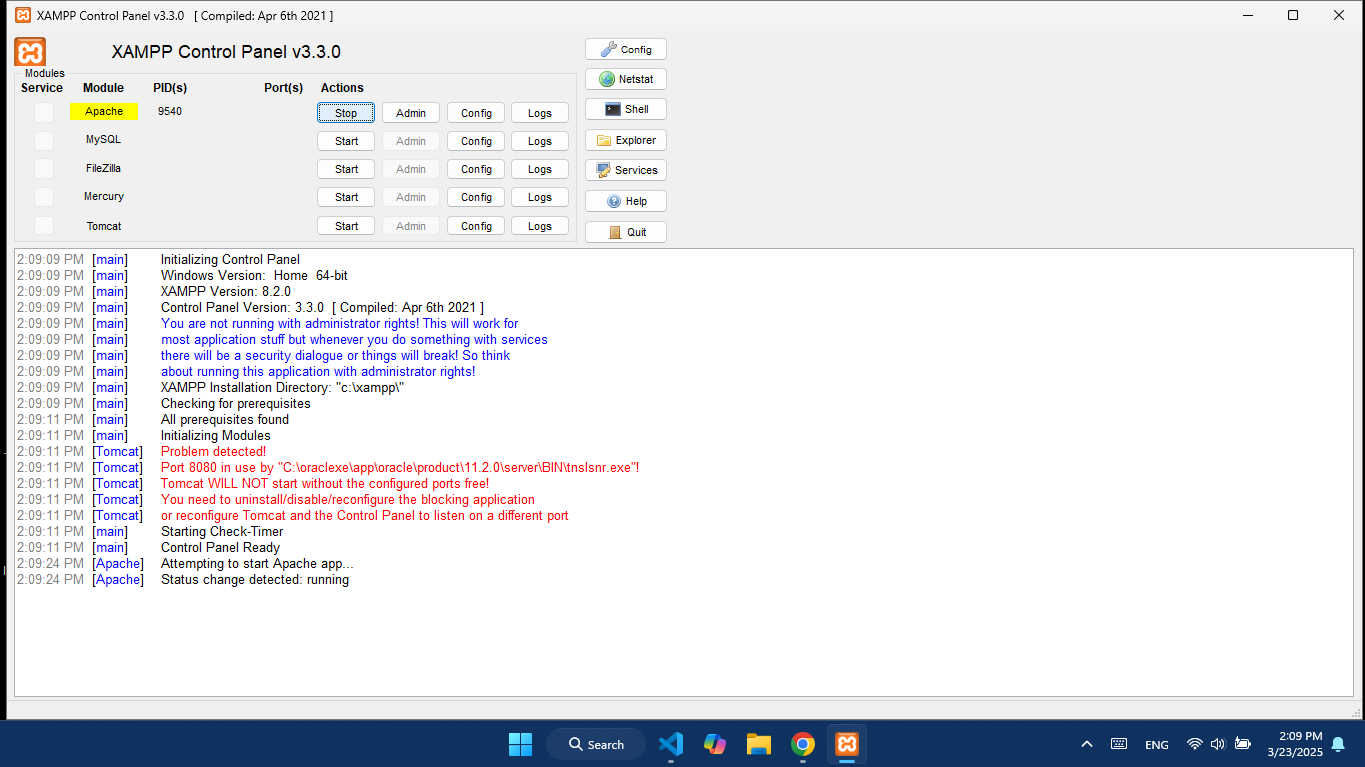 XAMPP Control Panel v3.3.0 [ Compiled: Apr 6th 2021 ]
XAMPP Control Panel v3.3.0
Config
Modules
Service Module PID(s) Port(s) Actions
Netstat
Apache 9540 Stop Admin Config Logs
Shell
MySQL Start Admin Config Logs
Explorer
FileZilla Start Admin Config Logs
Services
Mercury Start Admin Config Logs
Help
Tomcat Start Admin Config Logs
Quit
2:09:09 PM [main] Initializing Control Panel
2:09:09 PM [main] Windows Version: Home 64-bit
2:09:09 PM [main] XAMPP Version: 8.2.0
2:09:09 PM [main] Control Panel Version: 3.3.0 [ Compiled: Apr 6th 2021 ]
2:09:09 PM [main] You are not running with administrator rights! This will work for
2:09:09 PM [main] most application stuff but whenever you do something with services
2:09:09 PM [main] there will be a security dialogue or things will break! So think
2:09:09 PM [main] about running this application with administrator rights!
2:09:09 PM [main] XAMPP Installation Directory: "c:\xampp\"
2:09:09 PM [main] Checking for prerequisites
2:09:11 PM [main] All prerequisites found
2:09:11 PM [main] Initializing Modules
2:09:11 PM [Tomcat] Problem detected!
2:09:11 PM [Tomcat] Port 8080 in use by "C:\oraclexe\app\oracle\product\11.2.0\server\BIN\tnslsnr.exe"!
2:09:11 PM [Tomcat] Tomcat WILL NOT start without the configured ports free!
2:09:11 PM [Tomcat] You need to uninstall/disable/reconfigure the blocking application
2:09:11 PM [Tomcat] or reconfigure Tomcat and the Control Panel to listen on a different port
2:09:11 PM [main] Starting Check-Timer
2:09:11 PM [main] Control Panel Ready
2:09:24 PM [Apache] Attempting to start Apache app...
2:09:24 PM [Apache] Status change detected: running
Search
ENG
2:09 PM
3/23/2025